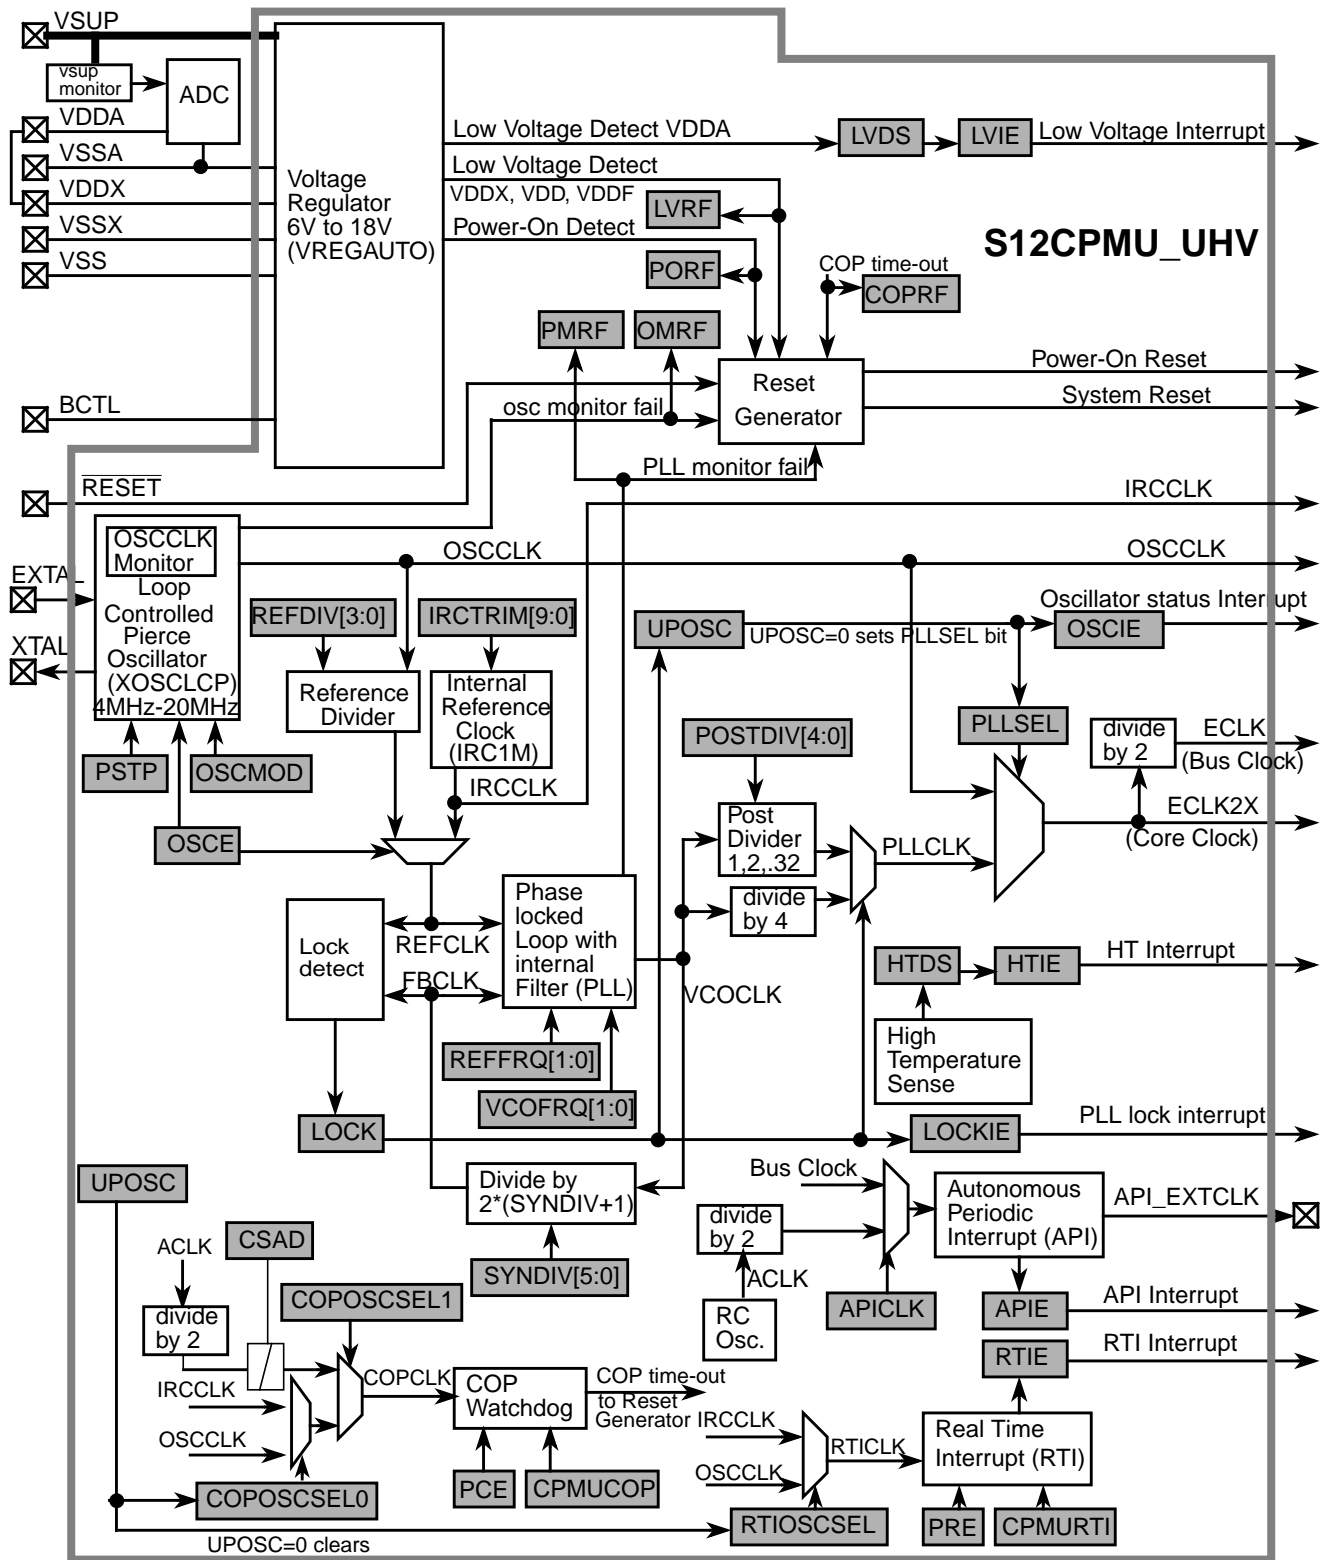 VSUP
vsup
monitor
ADC
VDDA
VSSA
VDDX
VSSX
VSS
BCTL
RESET
EXTAL
XTAL
Voltage
Regulator
6V to 18V
(VREGAUTO)
Low Voltage Detect VDDA
LVDS
LVIE
Low Voltage Interrupt
Low Voltage Detect
VDDX, VDD, VDDF
LVRF
Power-On Detect
PORF
S12CPMU_UHV
COP time-out
COPRF
PMRF
OMRF
Reset
Generator
Power-On Reset
System Reset
osc monitor fail
PLL monitor fail
IRCCLK
OSCCLK
Monitor
Loop
Controlled
Pierce
Oscillator
(XOSCLCP)
4MHz-20MHz
OSCCLK
OSCCLK
REFDIV[3:0]
IRCTRIM[9:0]
UPOSC
UPOSC=0 sets PLLSEL bit
Oscillator status Interrupt
OSCIE
Reference
Divider
Internal
Reference
Clock
(IRC1M)
PSTP
OSCMOD
OSCE
IRCCLK
POSTDIV[4:0]
PLLSEL
divide
by 2
ECLK
(Bus Clock)
ECLK2X
(Core Clock)
Post
Divider
1,2,.32
PLLCLK
divide
by 4
Lock
detect
REFCLK
FBCLK
Phase
locked
Loop with
internal
Filter (PLL)
VCOCLK
REFFRQ[1:0]
VCOFRQ[1:0]
HTDS
HTIE
HT Interrupt
High
Temperature
Sense
LOCK
LOCKIE
PLL lock interrupt
UPOSC
Divide by
2*(SYNDIV+1)
SYNDIV[5:0]
Bus Clock
divide
by 2
ACLK
RC
Osc.
APICLK
Autonomous
Periodic
Interrupt (API)
API_EXTCLK
APIE
API Interrupt
RTIE
RTI Interrupt
ACLK
CSAD
divide
by 2
COPOSCSEL1
IRCCLK
OSCCLK
COPCLK
COP
Watchdog
COP time-out
to Reset
Generator
PCE
CPMUCOP
COPOSCSEL0
UPOSC=0 clears
IRCCLK
OSCCLK
RTICLK
RTIOSCSEL
Real Time
Interrupt (RTI)
PRE
CPMURTI